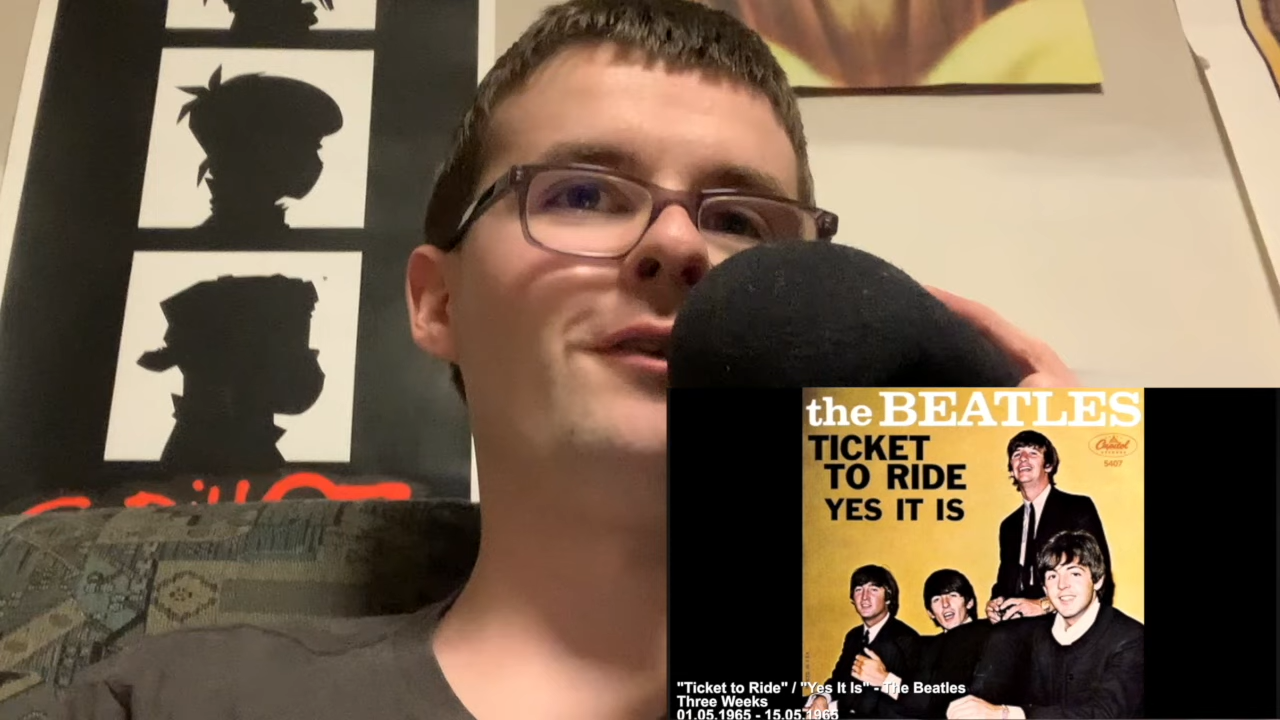 the BEATLES
TICKET
TO RIDE
YES IT IS
Capitol
5407
"Ticket to Ride" / "Yes It Is" - The Beatles
Three Weeks
01.05.1965 - 15.05.1965